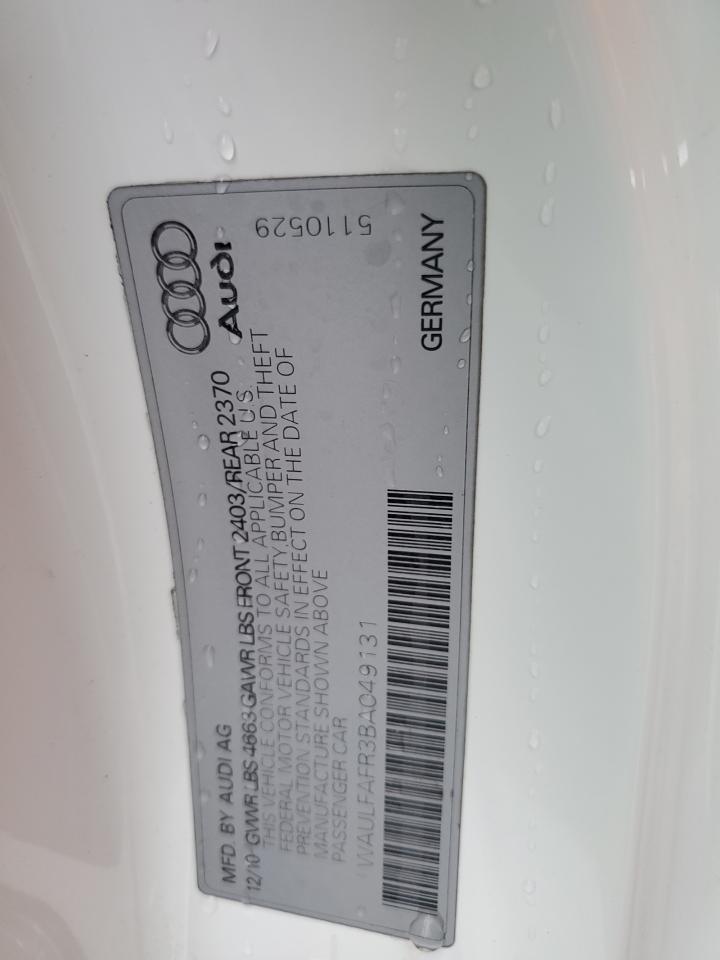 MFD. BY AUDI AG
Audi
12/10 GVWR LBS 4663 GAWR LBS FRONT 2403/REAR 2370
THIS VEHICLE CONFORMS TO ALL APPLICABLE U.S.
FEDERAL MOTOR VEHICLE SAFETY,BUMPER AND THEFT
PREVENTION STANDARDS IN EFFECT ON THE DATE OF
MANUFACTURE SHOWN ABOVE
PASSENGER CAR
5110529
WAULFAFR3BA049131
GERMANY